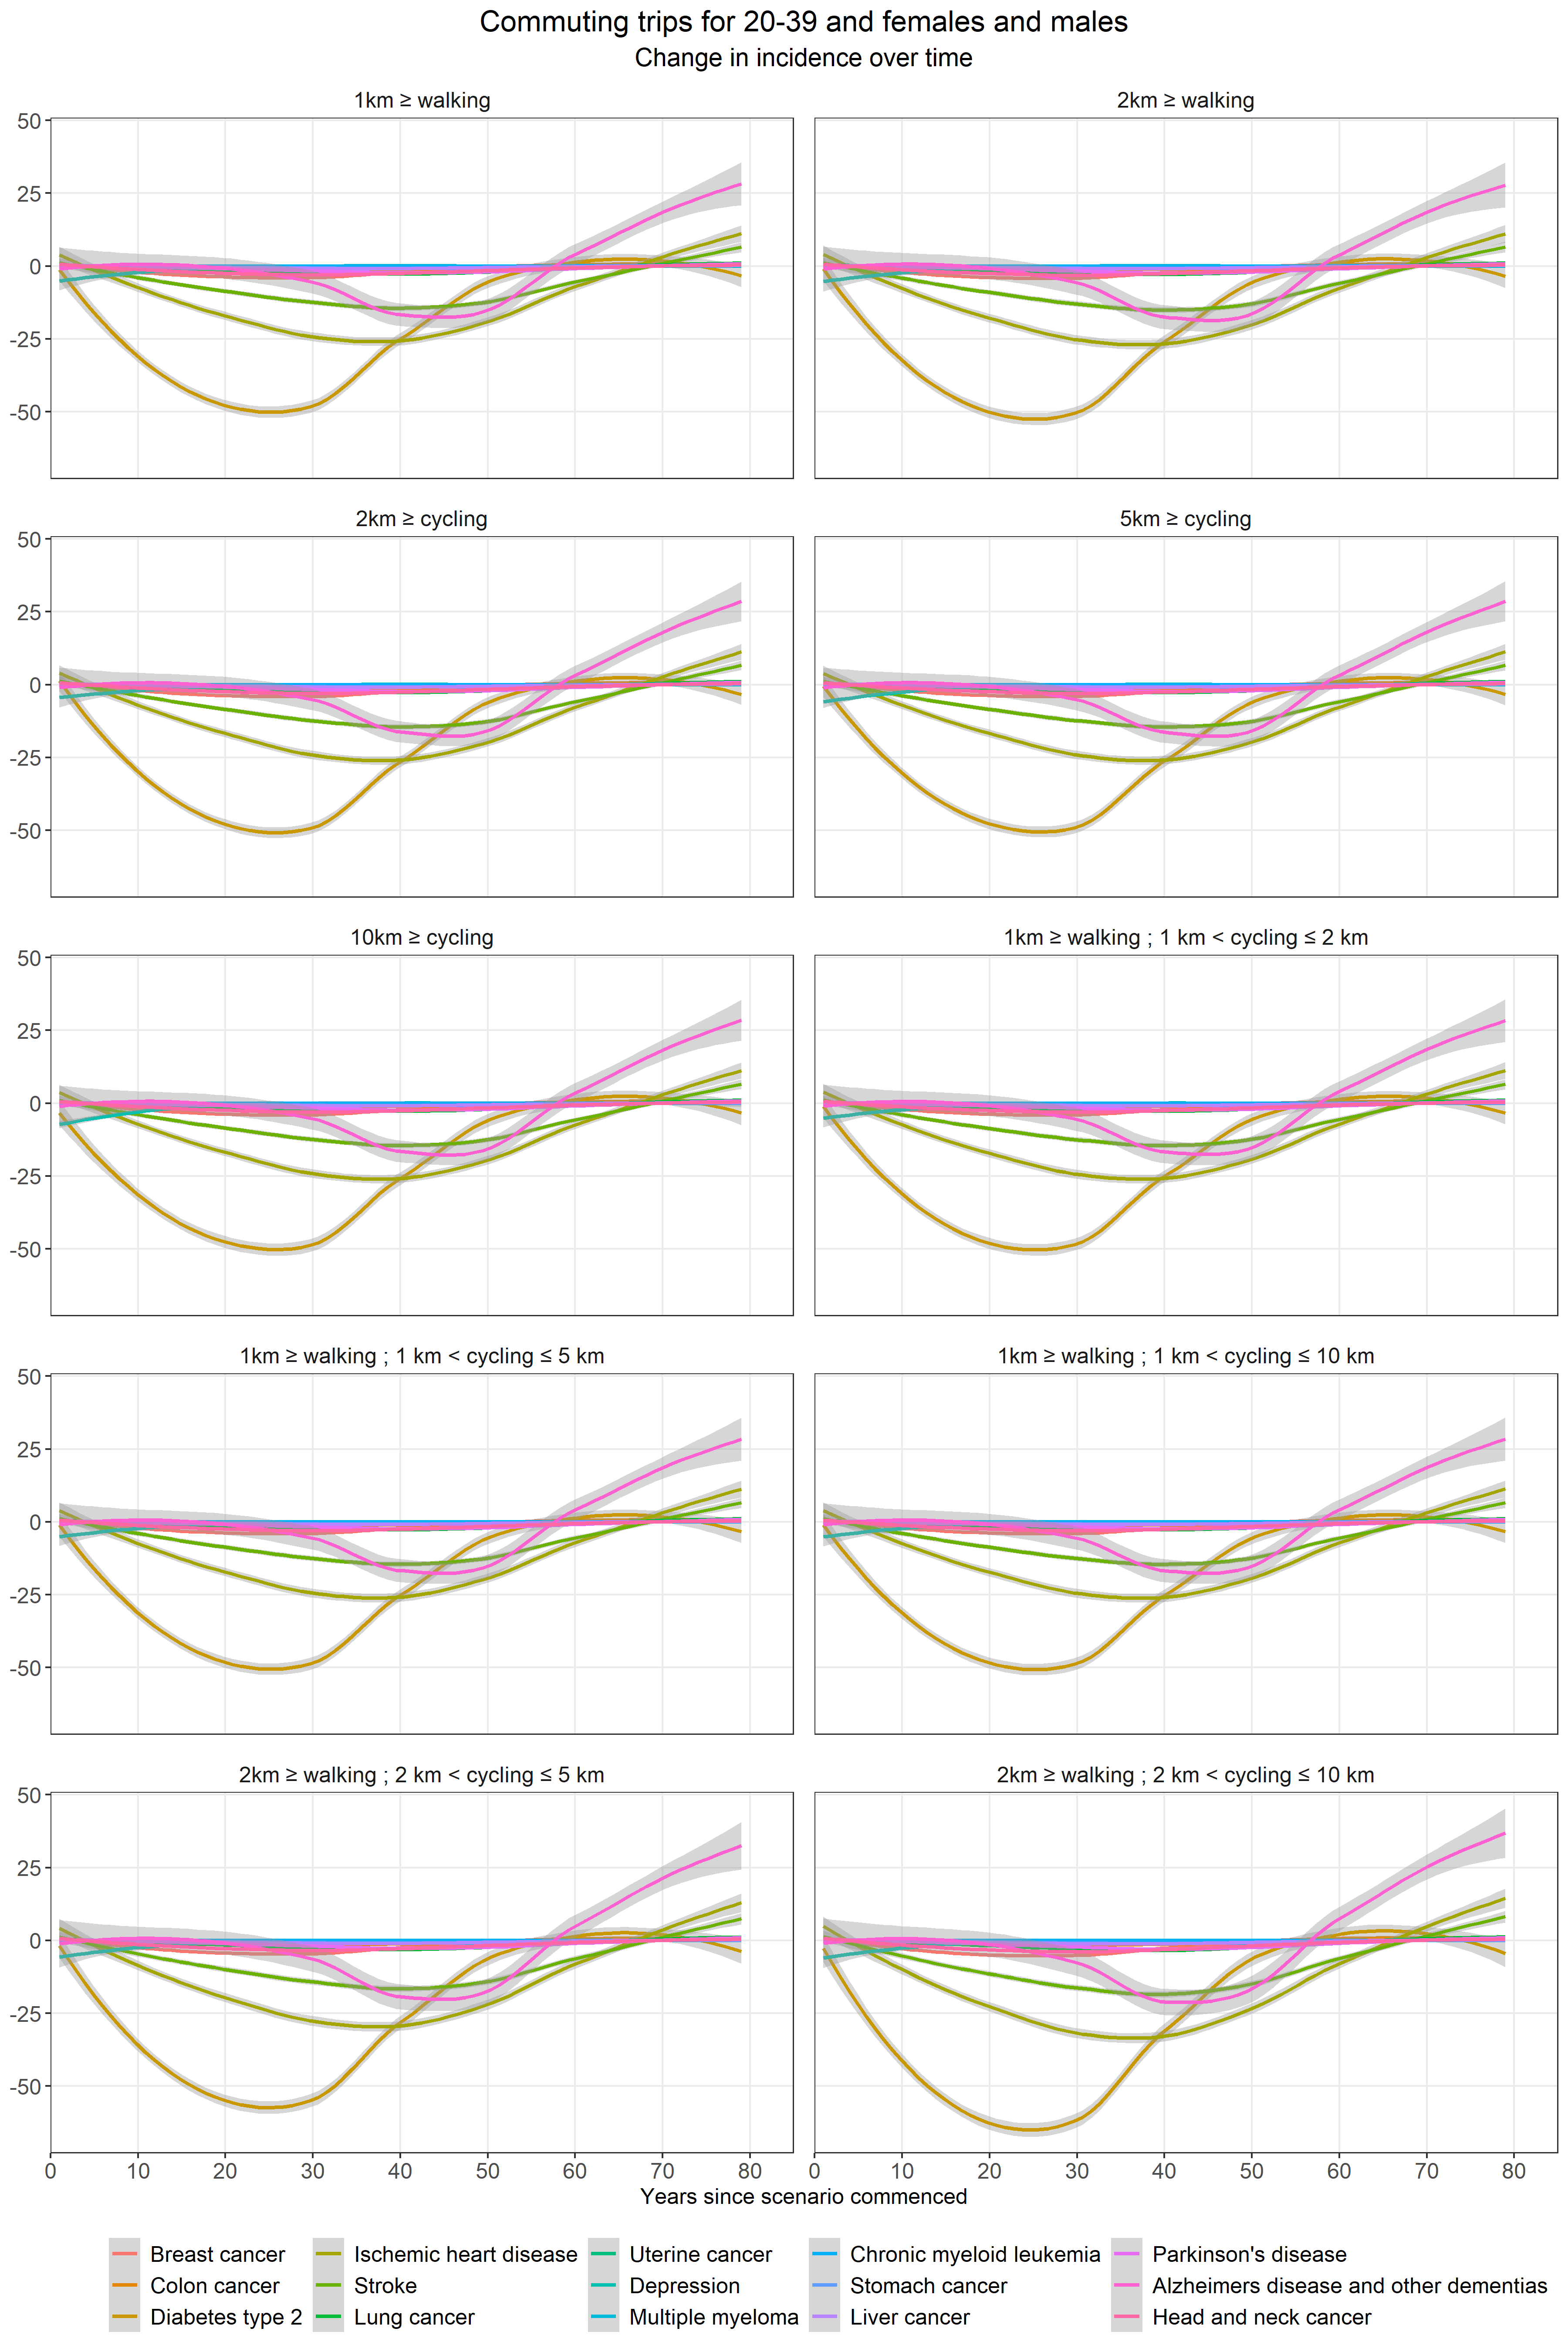 Commuting trips for 20-39 and females and males
Change in incidence over time
1km ≥ walking
2km ≥ walking
50
25
0
-25
-50
2km ≥ cycling
5km ≥ cycling
50
25
0
-25
-50
10km ≥ cycling
1km ≥ walking ; 1 km < cycling ≤ 2 km
50
25
0
-25
-50
1km ≥ walking ; 1 km < cycling ≤ 5 km
1km ≥ walking ; 1 km < cycling ≤ 10 km
50
25
0
-25
-50
2km ≥ walking ; 2 km < cycling ≤ 5 km
2km ≥ walking ; 2 km < cycling ≤ 10 km
50
25
0
-25
-50
0 10 20 30 40 50 60 70 80
0 10 20 30 40 50 60 70 80
Years since scenario commenced
Breast cancer
Colon cancer
Diabetes type 2
Ischemic heart disease
Stroke
Lung cancer
Uterine cancer
Depression
Multiple myeloma
Chronic myeloid leukemia
Stomach cancer
Liver cancer
Parkinson's disease
Alzheimers disease and other dementias
Head and neck cancer